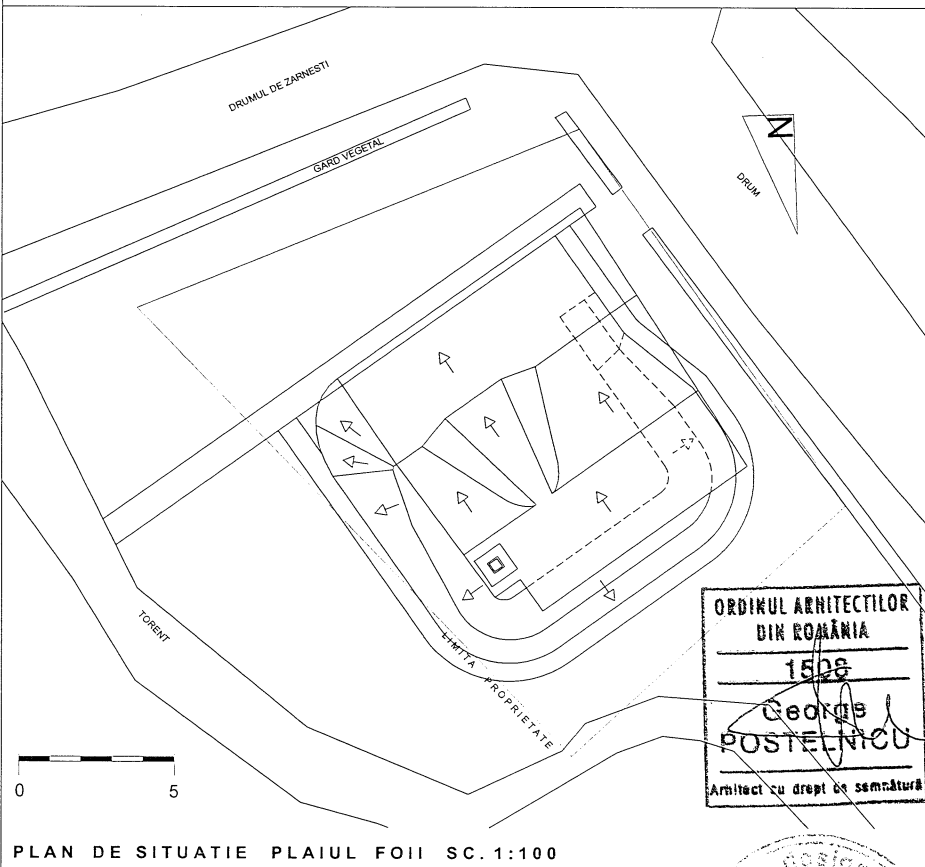 DRUMUL DE ZARNESTI
GARD VEGETAL
N
DRUM
TORENT
LIMITA PROPRIETATE
ORDINUL ARHITECTILOR
DIN ROMÂNIA
1508
George
POSTELNICU
Arhitect cu drept de semnătură
0 5
PLAN DE SITUATIE PLAIUL FOII SC. 1:100